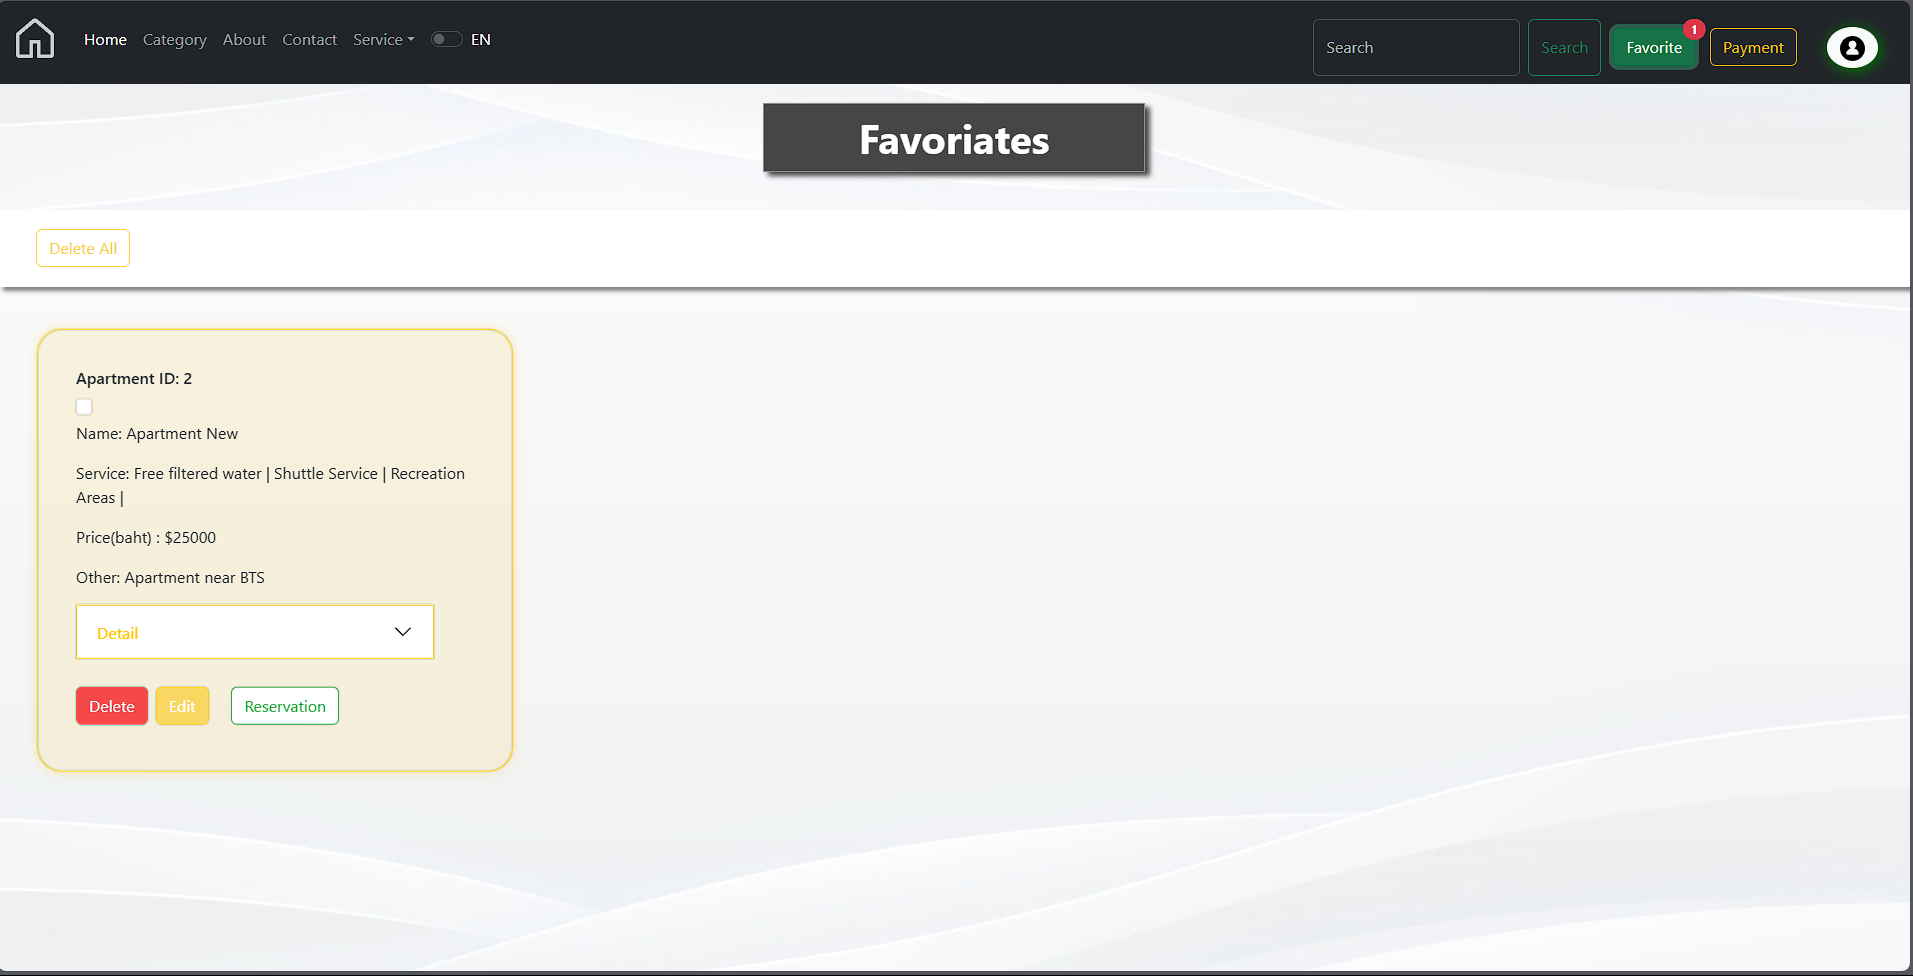 Home Category About Contact Service EN Search Search Favorite 1 Payment
Favoriates
Delete All
Apartment ID: 2
Name: Apartment New
Service: Free filtered water | Shuttle Service | Recreation
Areas |
Price(baht) : $25000
Other: Apartment near BTS
Detail
Delete Edit Reservation